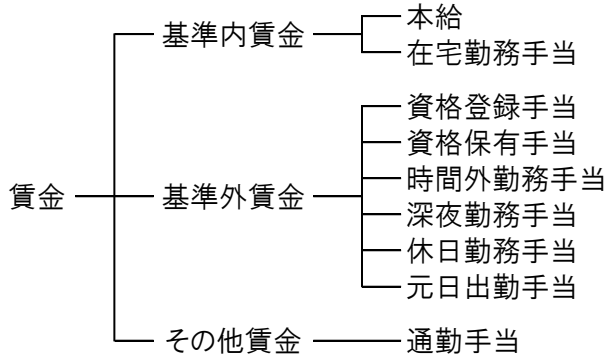 賃金
基準内賃金
本給
在宅勤務手当
基準外賃金
資格登録手当
資格保有手当
時間外勤務手当
深夜勤務手当
休日勤務手当
元日出勤手当
その他賃金
通勤手当